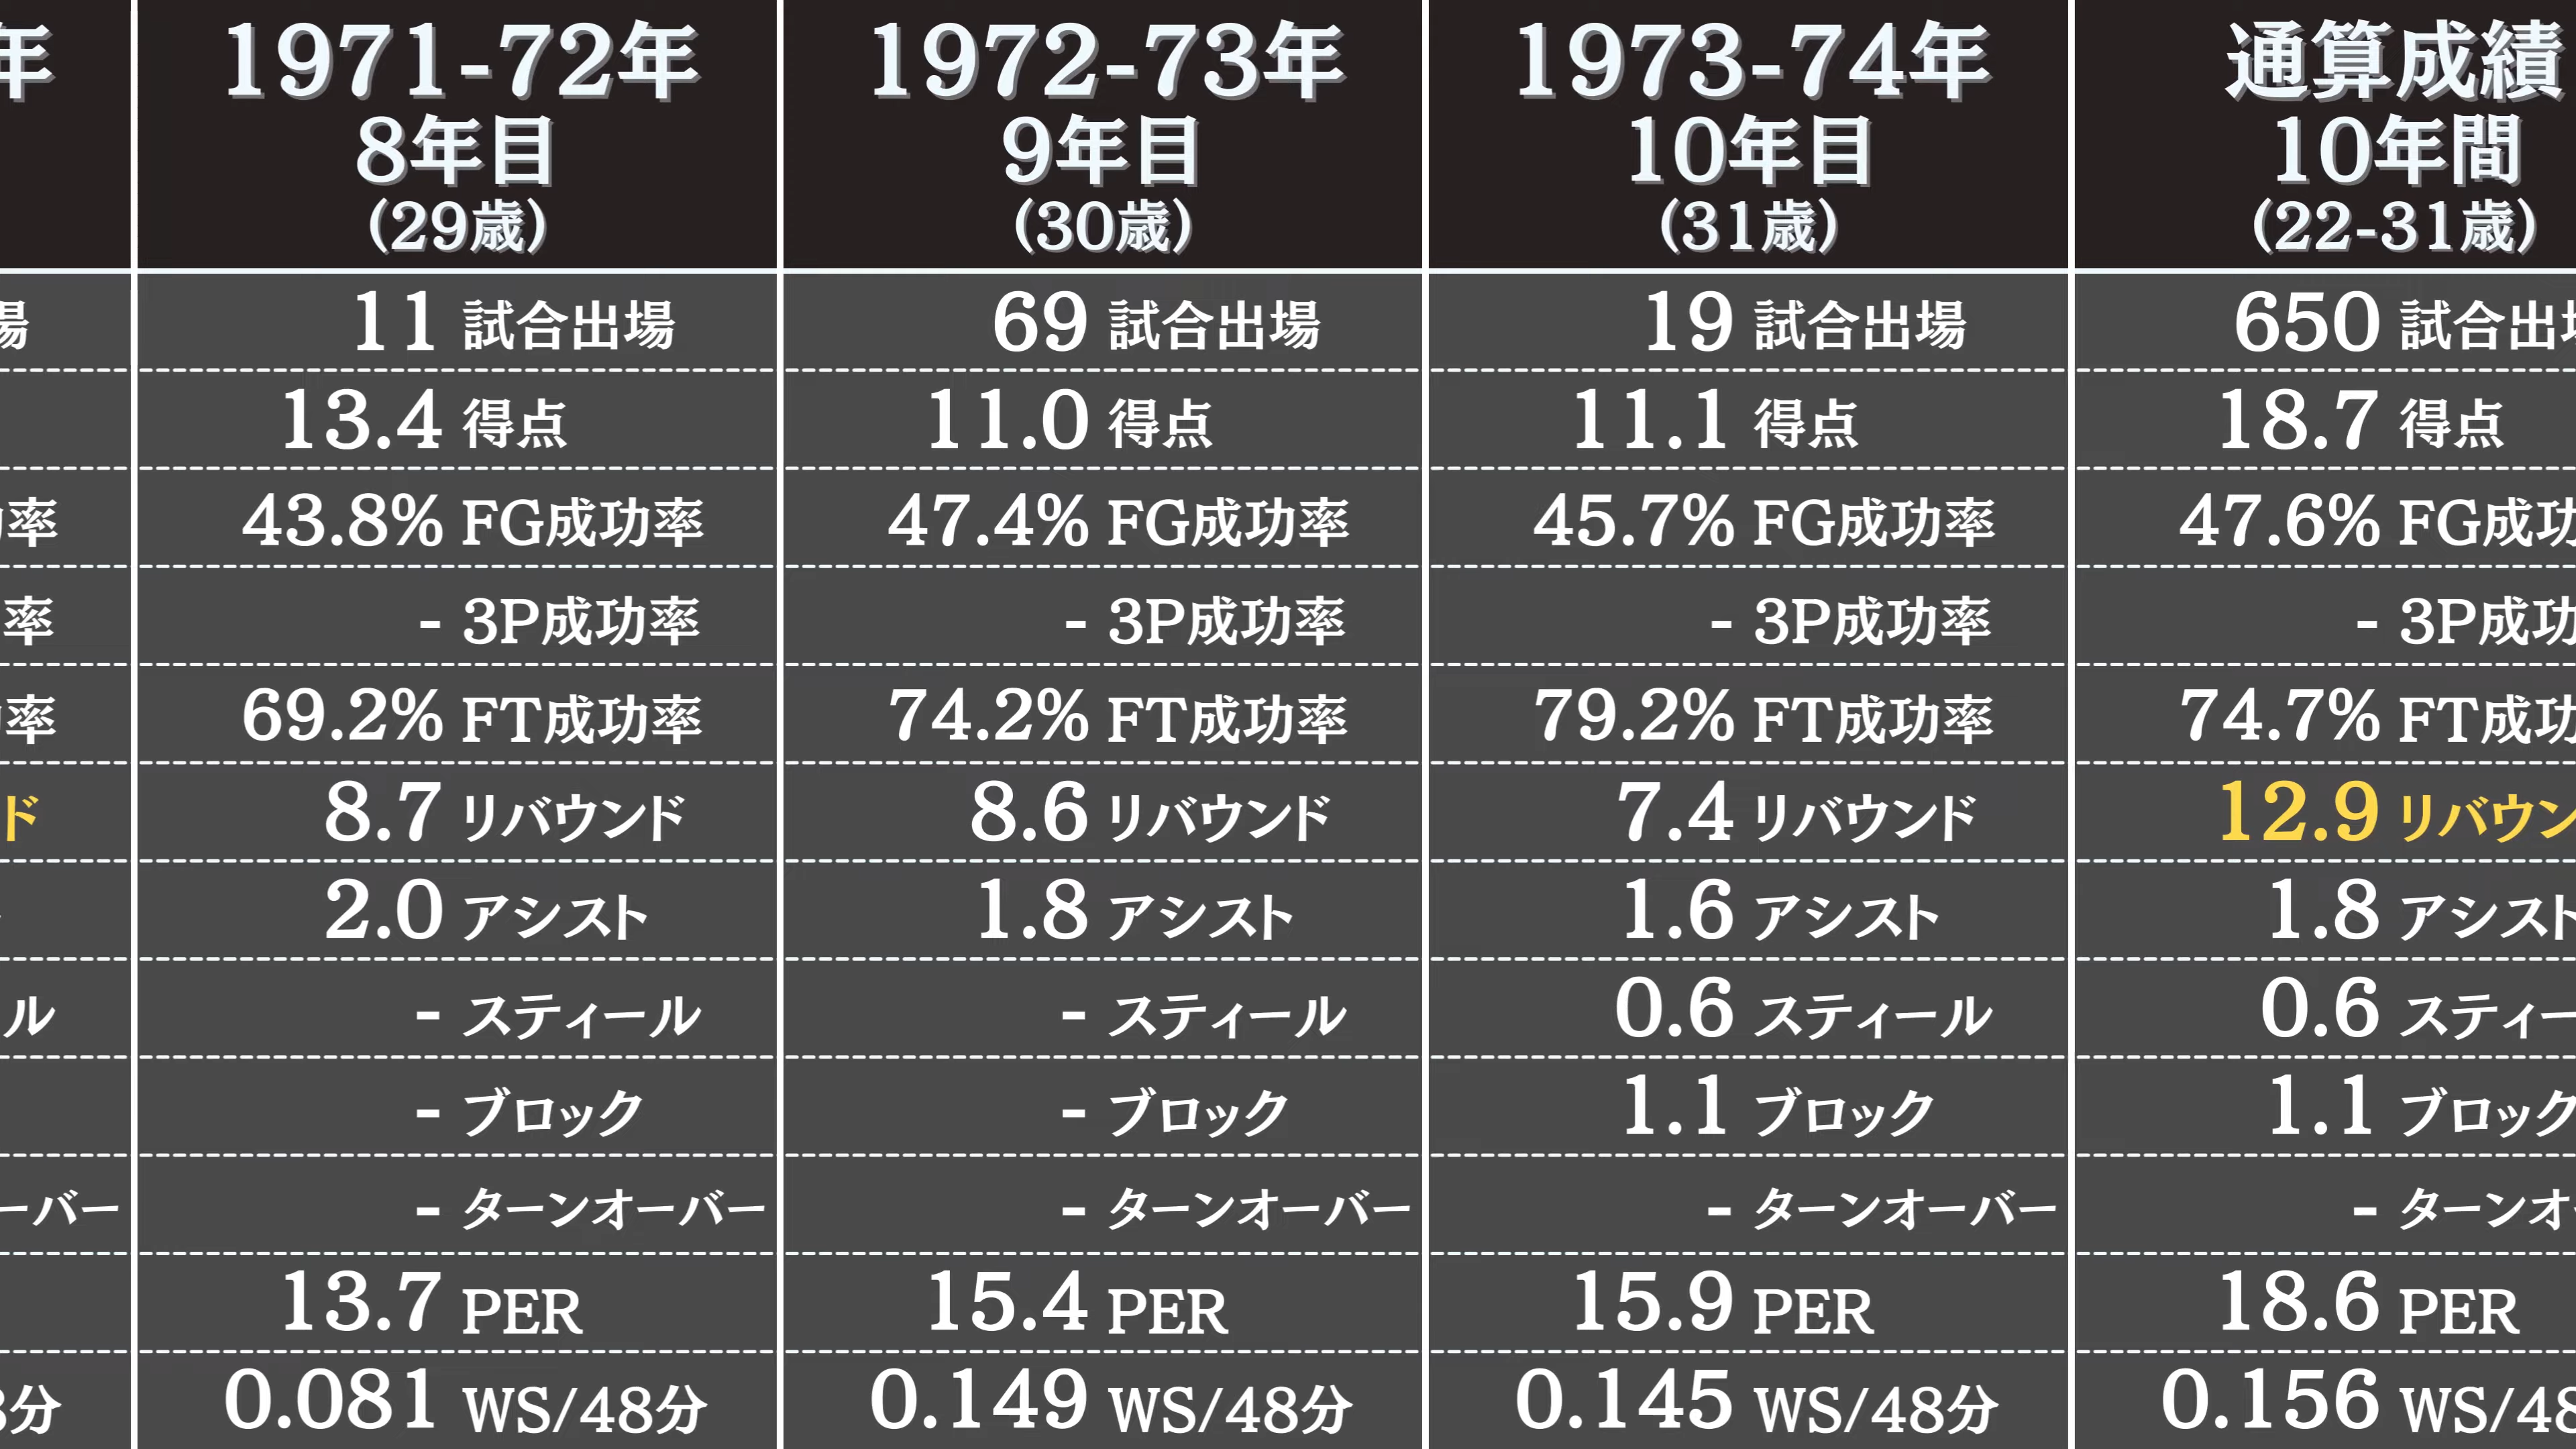 年 1971-72年 1972-73年 1973-74年 通算成績
8年目 9年目 10年目 10年間
(29歳) (30歳) (31歳) (22-31歳)
場 11 試合出場 69 試合出場 19 試合出場 650 試合出場
13.4 得点 11.0 得点 11.1 得点 18.7 得点
率 43.8% FG成功率 47.4% FG成功率 45.7% FG成功率 47.6% FG成功
率 - 3P成功率 - 3P成功率 - 3P成功率 - 3P成功
率 69.2% FT成功率 74.2% FT成功率 79.2% FT成功率 74.7% FT成功
ド 8.7 リバウンド 8.6 リバウンド 7.4 リバウンド 12.9 リバウン
2.0 アシスト 1.8 アシスト 1.6 アシスト 1.8 アシスト
ール - スティール - スティール 0.6 スティール 0.6 スティー
- ブロック - ブロック 1.1 ブロック 1.1 ブロック
ーバー - ターンオーバー - ターンオーバー - ターンオーバー - ターンオ
13.7 PER 15.4 PER 15.9 PER 18.6 PER
8分 0.081 WS/48分 0.149 WS/48分 0.145 WS/48分 0.156 WS/48